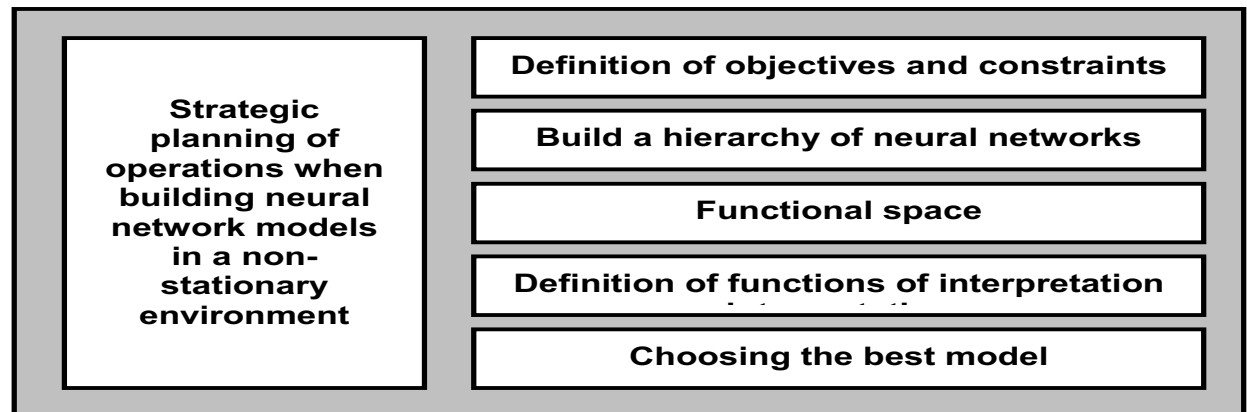 Strategic
planning of
operations when
building neural
network models
in a non-
stationary
environment
Definition of objectives and constraints
Build a hierarchy of neural networks
Functional space
Definition of functions of interpretation
Choosing the best model